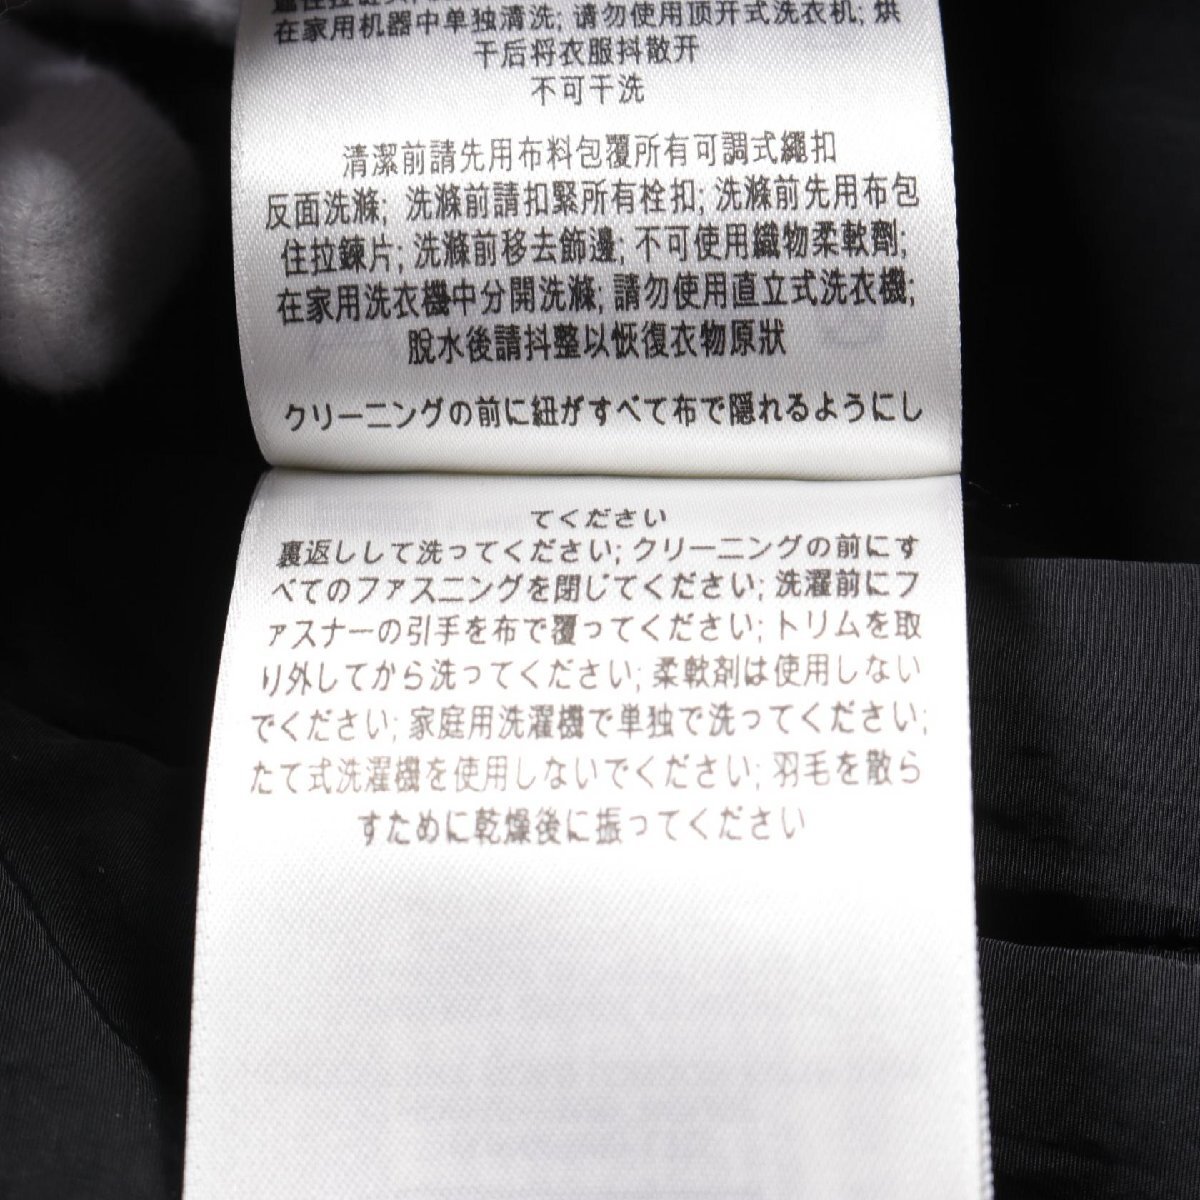 在家用机器中单独清洗; 请勿使用顶开式洗衣机; 烘
干后将衣服抖散开
不可干洗
清潔前請先用布料包覆所有可調式繩扣
反面洗滌; 洗滌前請扣緊所有栓扣; 洗滌前先用布包
住拉鍊片; 洗滌前移去飾邊; 不可使用織物柔軟劑;
在家用洗衣機中分開洗滌; 請勿使用直立式洗衣機;
脫水後請抖整以恢復衣物原狀
クリーニングの前に紐がすべて布で隠れるようにし
てください
裏返しして洗ってください; クリーニングの前にす
べてのファスニングを閉じてください; 洗濯前にフ
ァスナーの引手を布で覆ってください; トリムを取
り外してから洗ってください; 柔軟剤は使用しない
でください; 家庭用洗濯機で単独で洗ってください;
たて式洗濯機を使用しないでください; 羽毛を散ら
すために乾燥後に振ってください